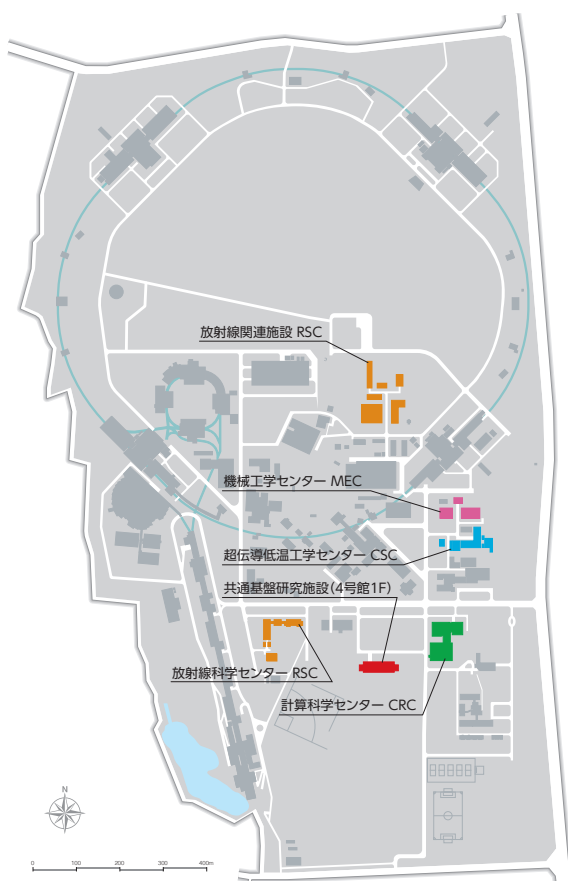 放射線関連施設 RSC
機械工学センター MEC
超伝導低温工学センター CSC
共通基盤研究施設(4号館1F)
放射線科学センター RSC
計算科学センター CRC
N
0 100 200 300 400m